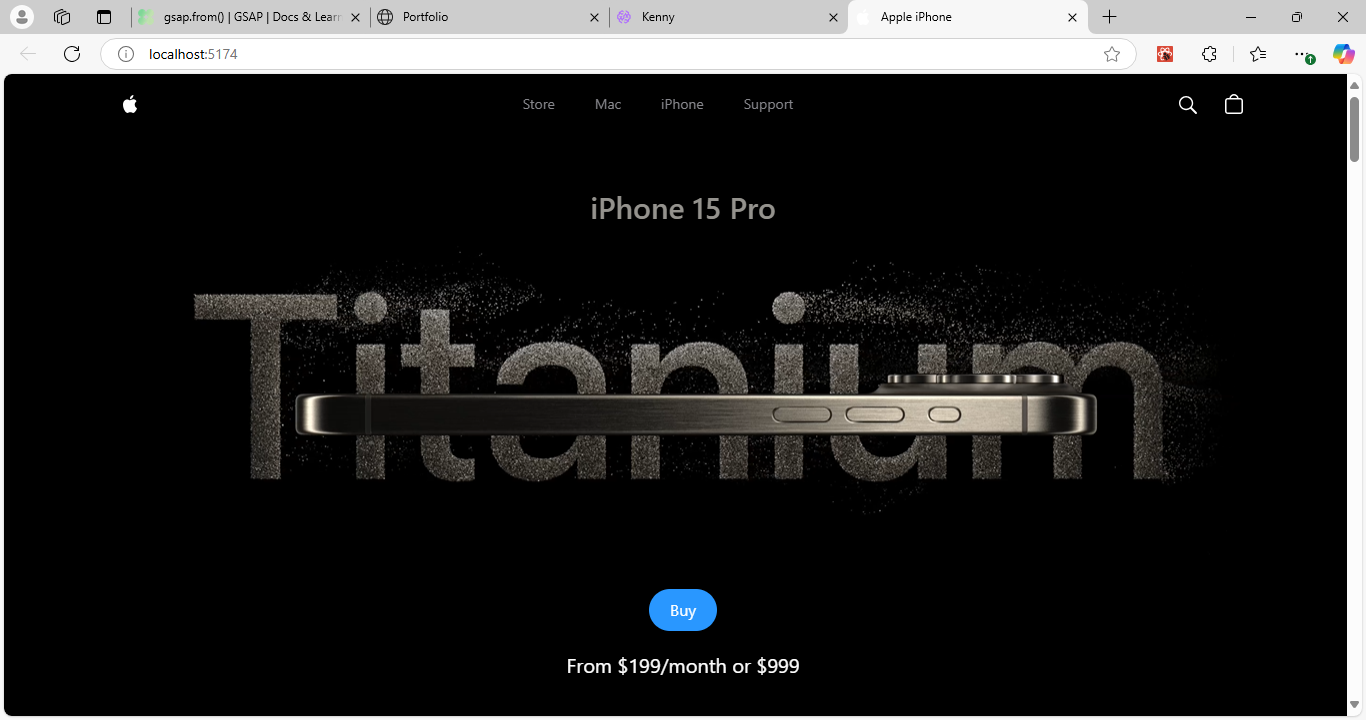 gsap.from() | GSAP | Docs & Learn
Portfolio
Kenny
Apple iPhone
localhost:5174
Store
Mac
iPhone
Support
iPhone 15 Pro
Titanium
Buy
From $199/month or $999